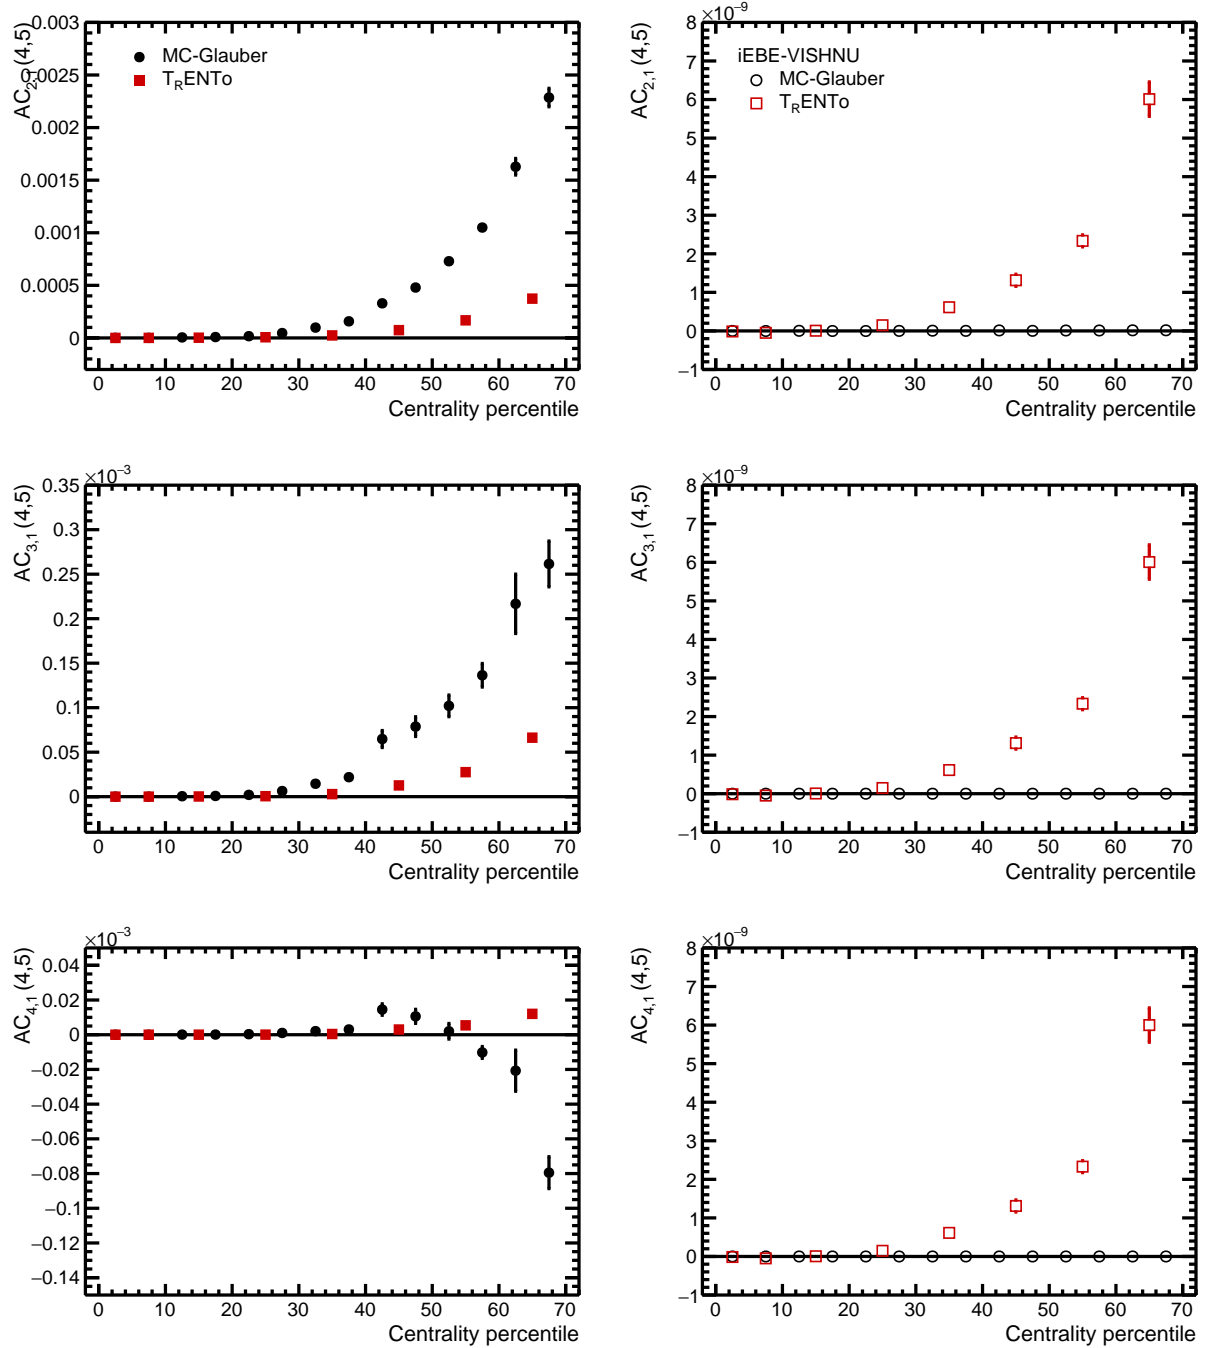 0.003
AC2,1(4,5)
MC-Glauber
TRENTo
0.0025
0.002
0.0015
0.001
0.0005
0
0 10 20 30 40 50 60 70
Centrality percentile
×10−9
AC2,1(4,5)
iEBE-VISHNU
MC-Glauber
TRENTo
8
7
6
5
4
3
2
1
0
−1
0 10 20 30 40 50 60 70
Centrality percentile
×10−3
AC3,1(4,5)
0.35
0.3
0.25
0.2
0.15
0.1
0.05
0
0 10 20 30 40 50 60 70
Centrality percentile
×10−9
AC3,1(4,5)
8
7
6
5
4
3
2
1
0
−1
0 10 20 30 40 50 60 70
Centrality percentile
×10−3
AC4,1(4,5)
0.04
0.02
0
−0.02
−0.04
−0.06
−0.08
−0.1
−0.12
−0.14
0 10 20 30 40 50 60 70
Centrality percentile
×10−9
AC4,1(4,5)
8
7
6
5
4
3
2
1
0
−1
0 10 20 30 40 50 60 70
Centrality percentile